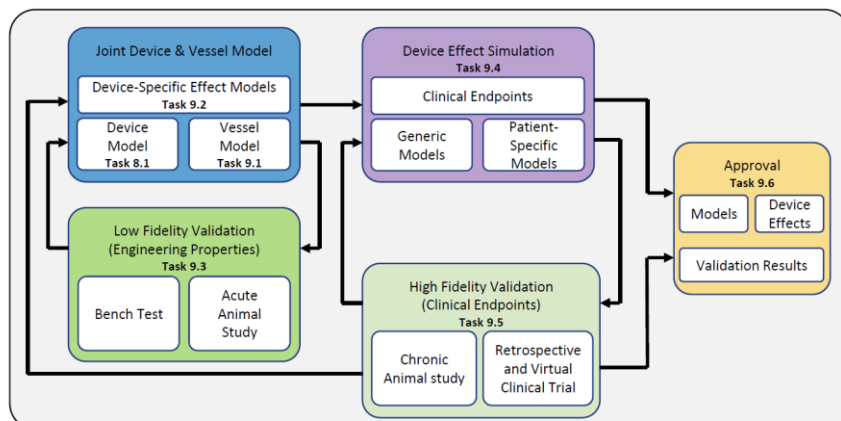 Joint Device & Vessel Model
Device-Specific Effect Models
Task 9.2
Device
Model
Task 8.1
Vessel
Model
Task 9.1
Low Fidelity Validation
(Engineering Properties)
Task 9.3
Bench Test
Acute
Animal
Study
Device Effect Simulation
Task 9.4
Clinical Endpoints
Generic
Models
Patient-
Specific
Models
High Fidelity Validation
(Clinical Endpoints)
Task 9.5
Chronic
Animal study
Retrospective
and Virtual
Clinical Trial
Approval
Task 9.6
Models
Device
Effects
Validation Results